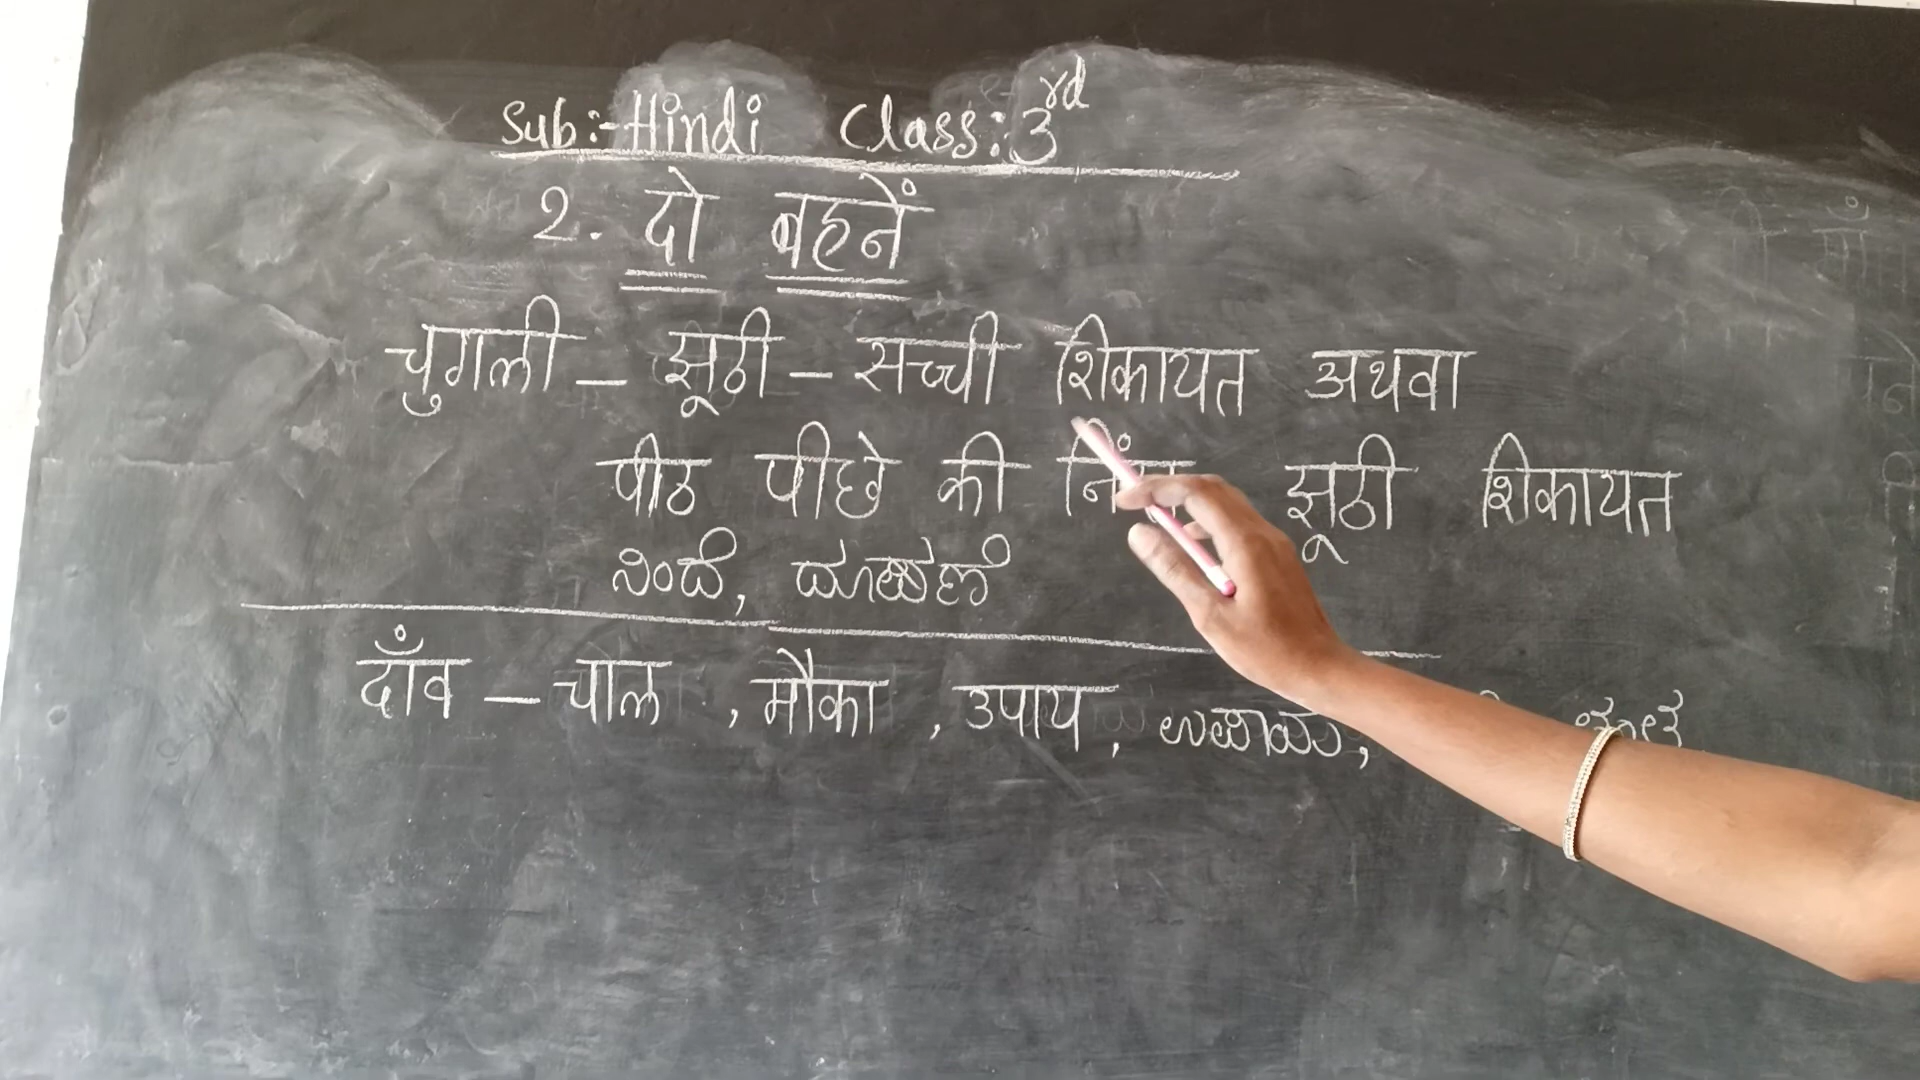 Sub:- Hindi Class: 3rd
2. दो बहनें
चुगली – झूठी – सच्ची शिकायत अथवा
पीठ पीछे की झूठी शिकायत
ನಿಂದೆ,
दाँव – चाल , मौका , उपाय ,